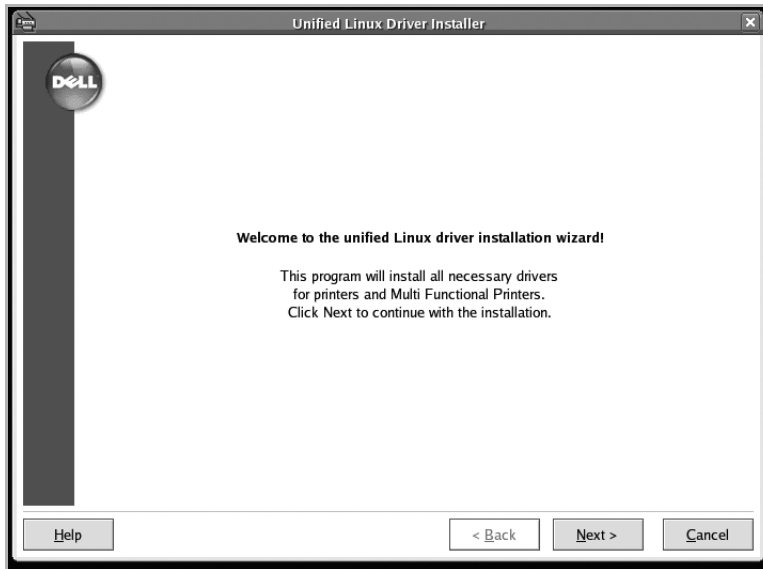 Unified Linux Driver Installer
DELL
Welcome to the unified Linux driver installation wizard!
This program will install all necessary drivers
for printers and Multi Functional Printers.
Click Next to continue with the installation.
Help
< Back
Next >
Cancel